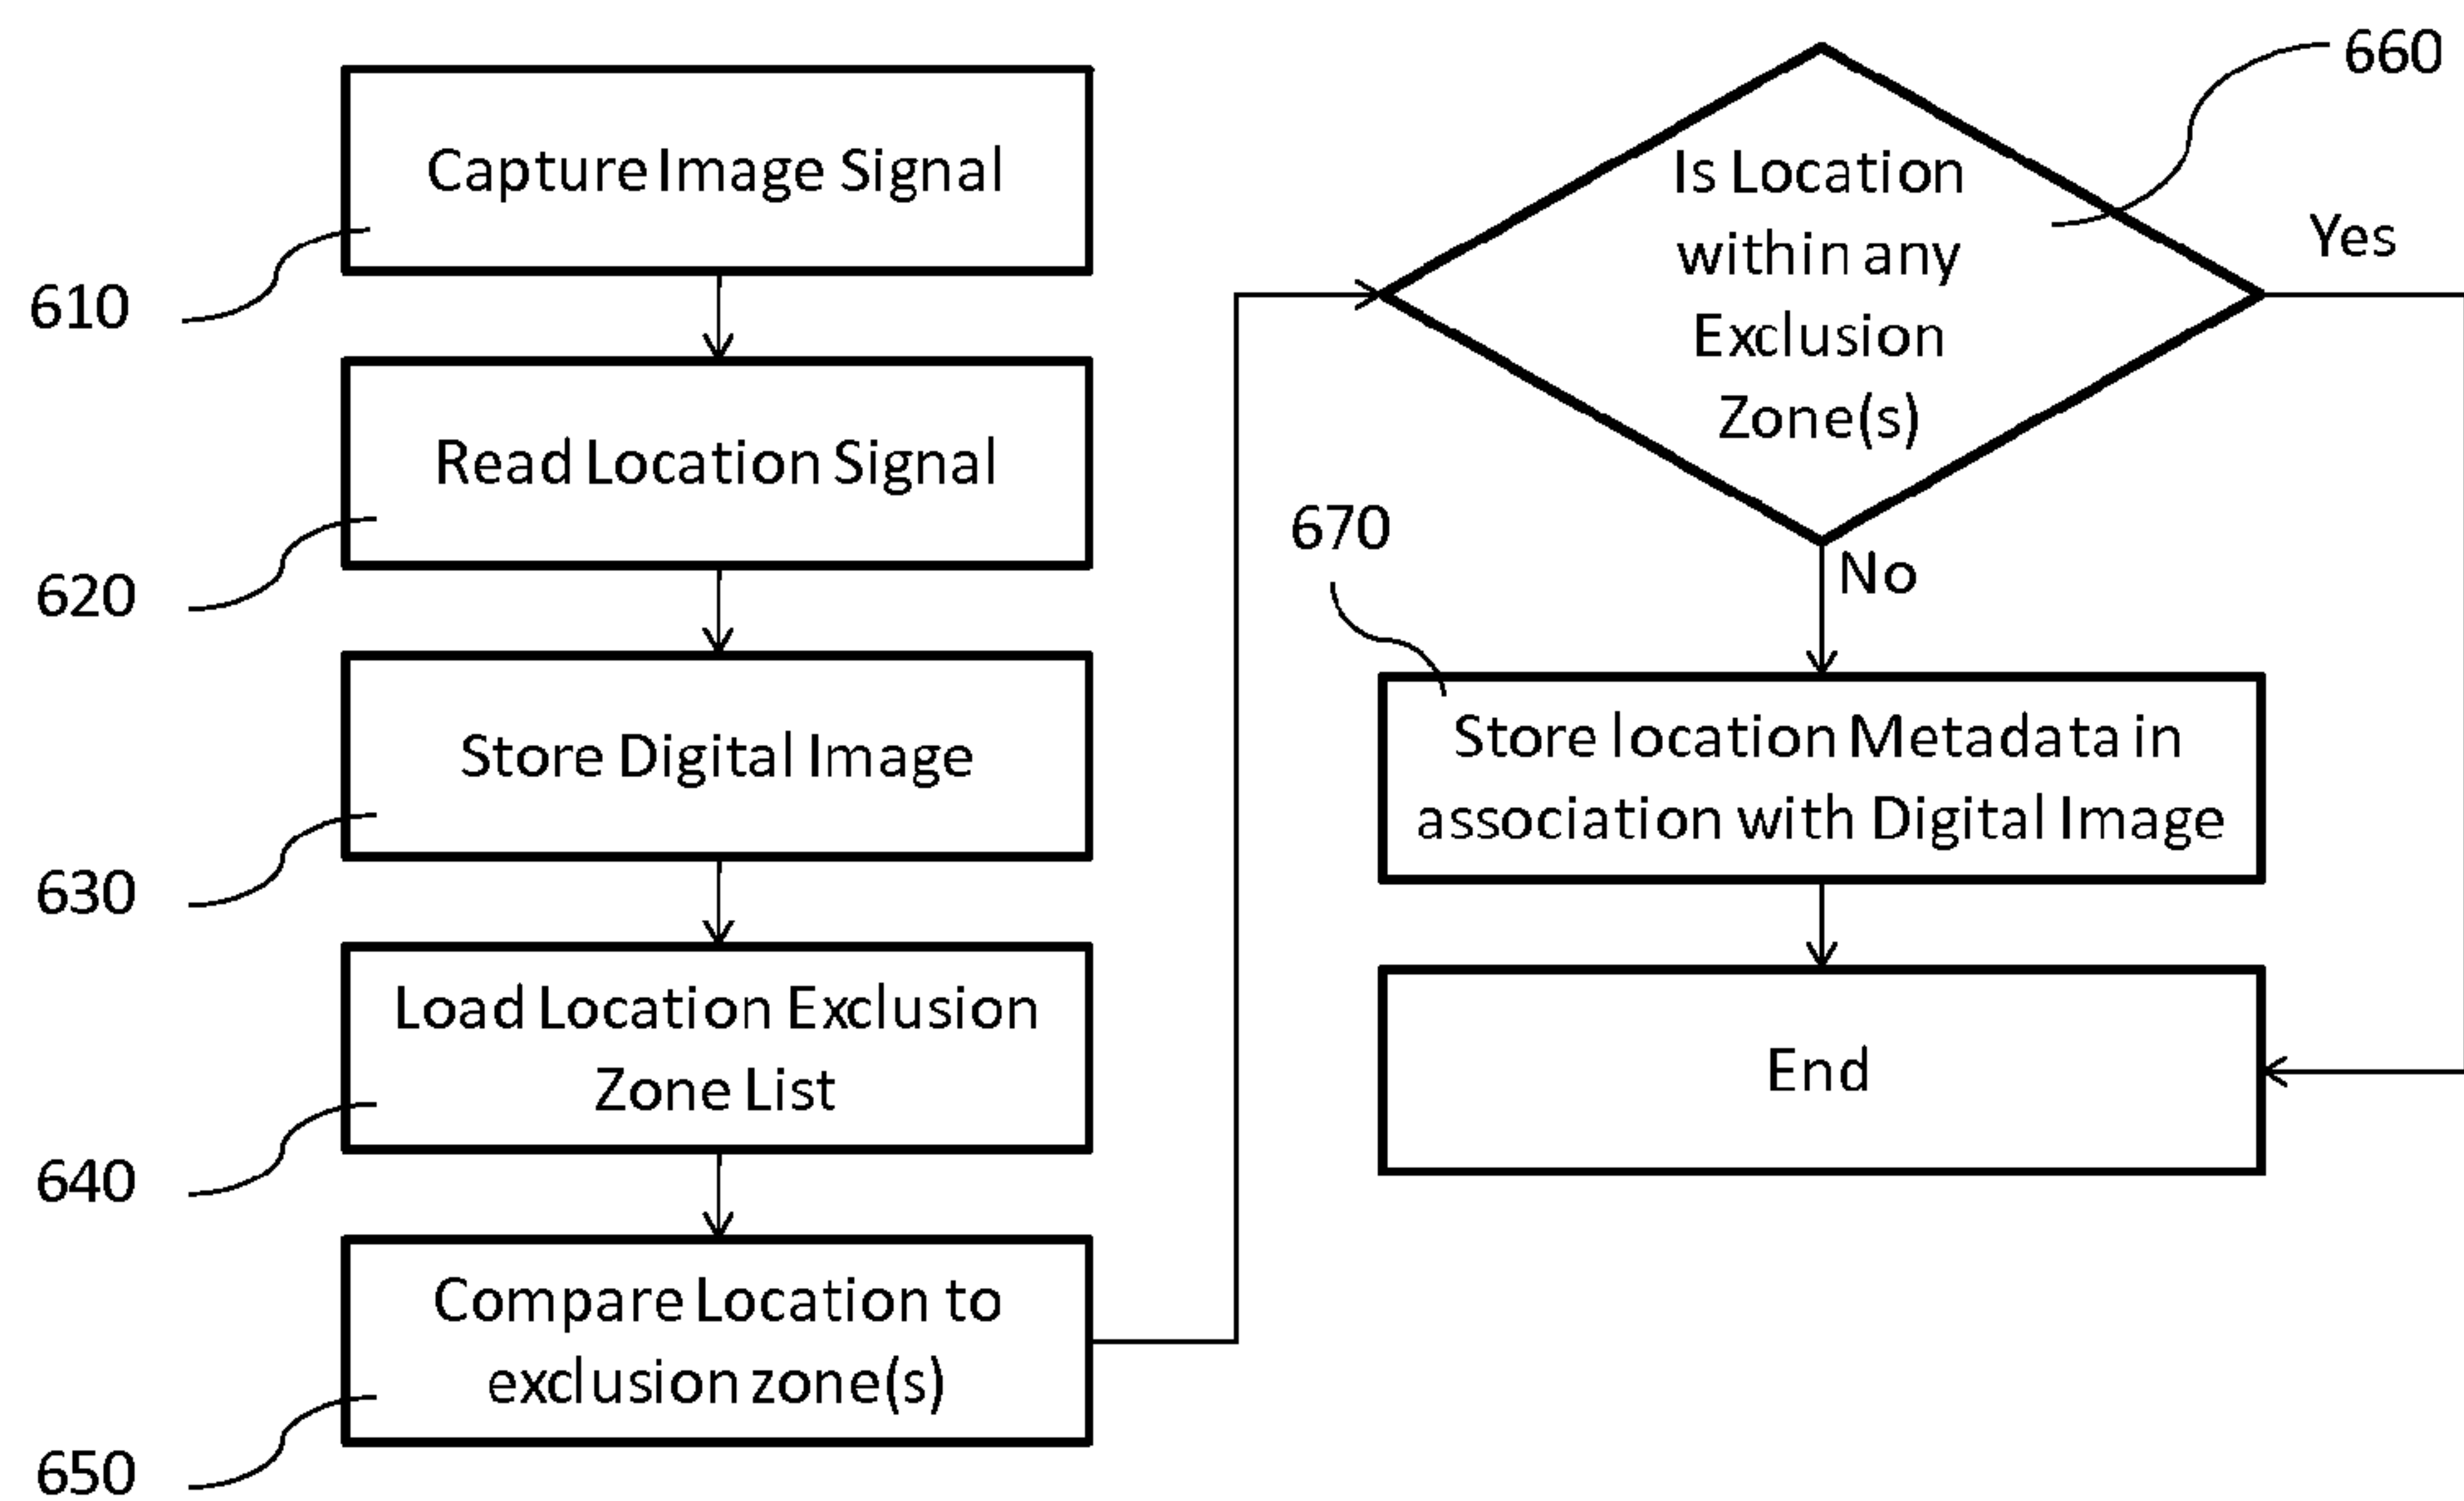 Capture Image Signal
610
Read Location Signal
620
Store Digital Image
630
Load Location Exclusion
Zone List
640
Compare Location to
exclusion zone(s)
650
660
Is Location
within any
Exclusion
Zone(s)
Yes
No
670
Store location Metadata in
association with Digital Image
End